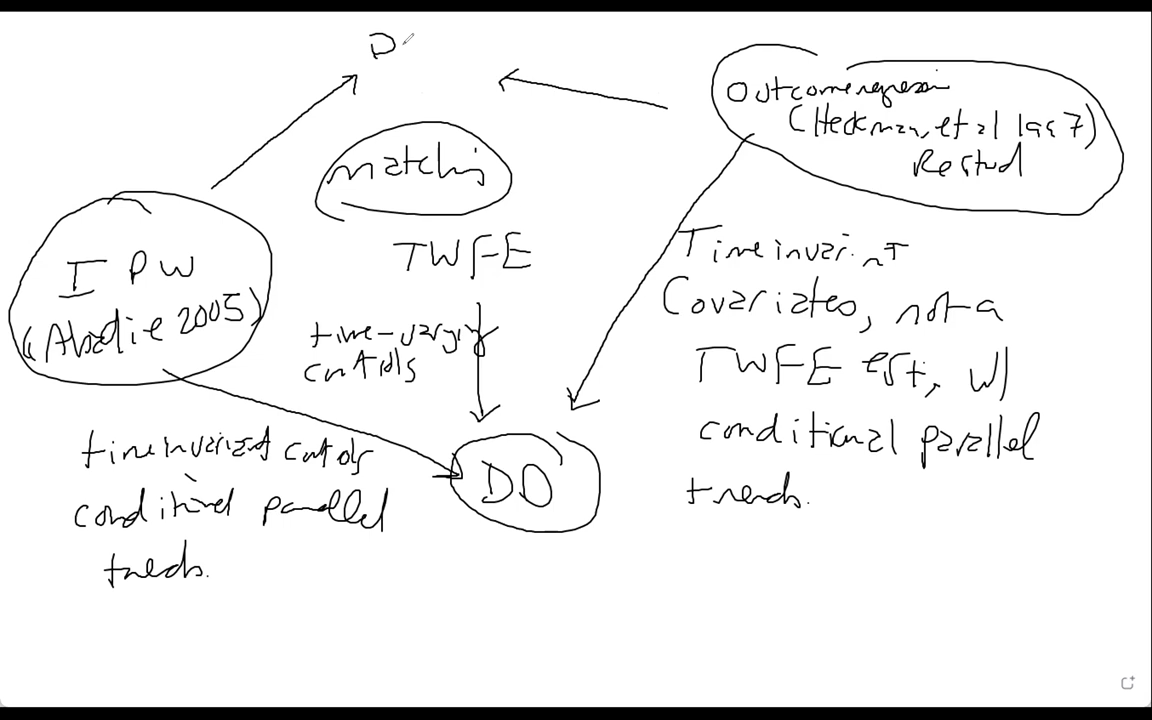 D
Outcome regression
(Heckman, et al 1997)
Restud
matching
IPW
(Abadie 2005)
TWFE
time-varying
controls
Time invariant
Covariates, not a
TWFE est, w/
conditional parallel
trends.
time invariant controls
conditional parallel
trends.
DD